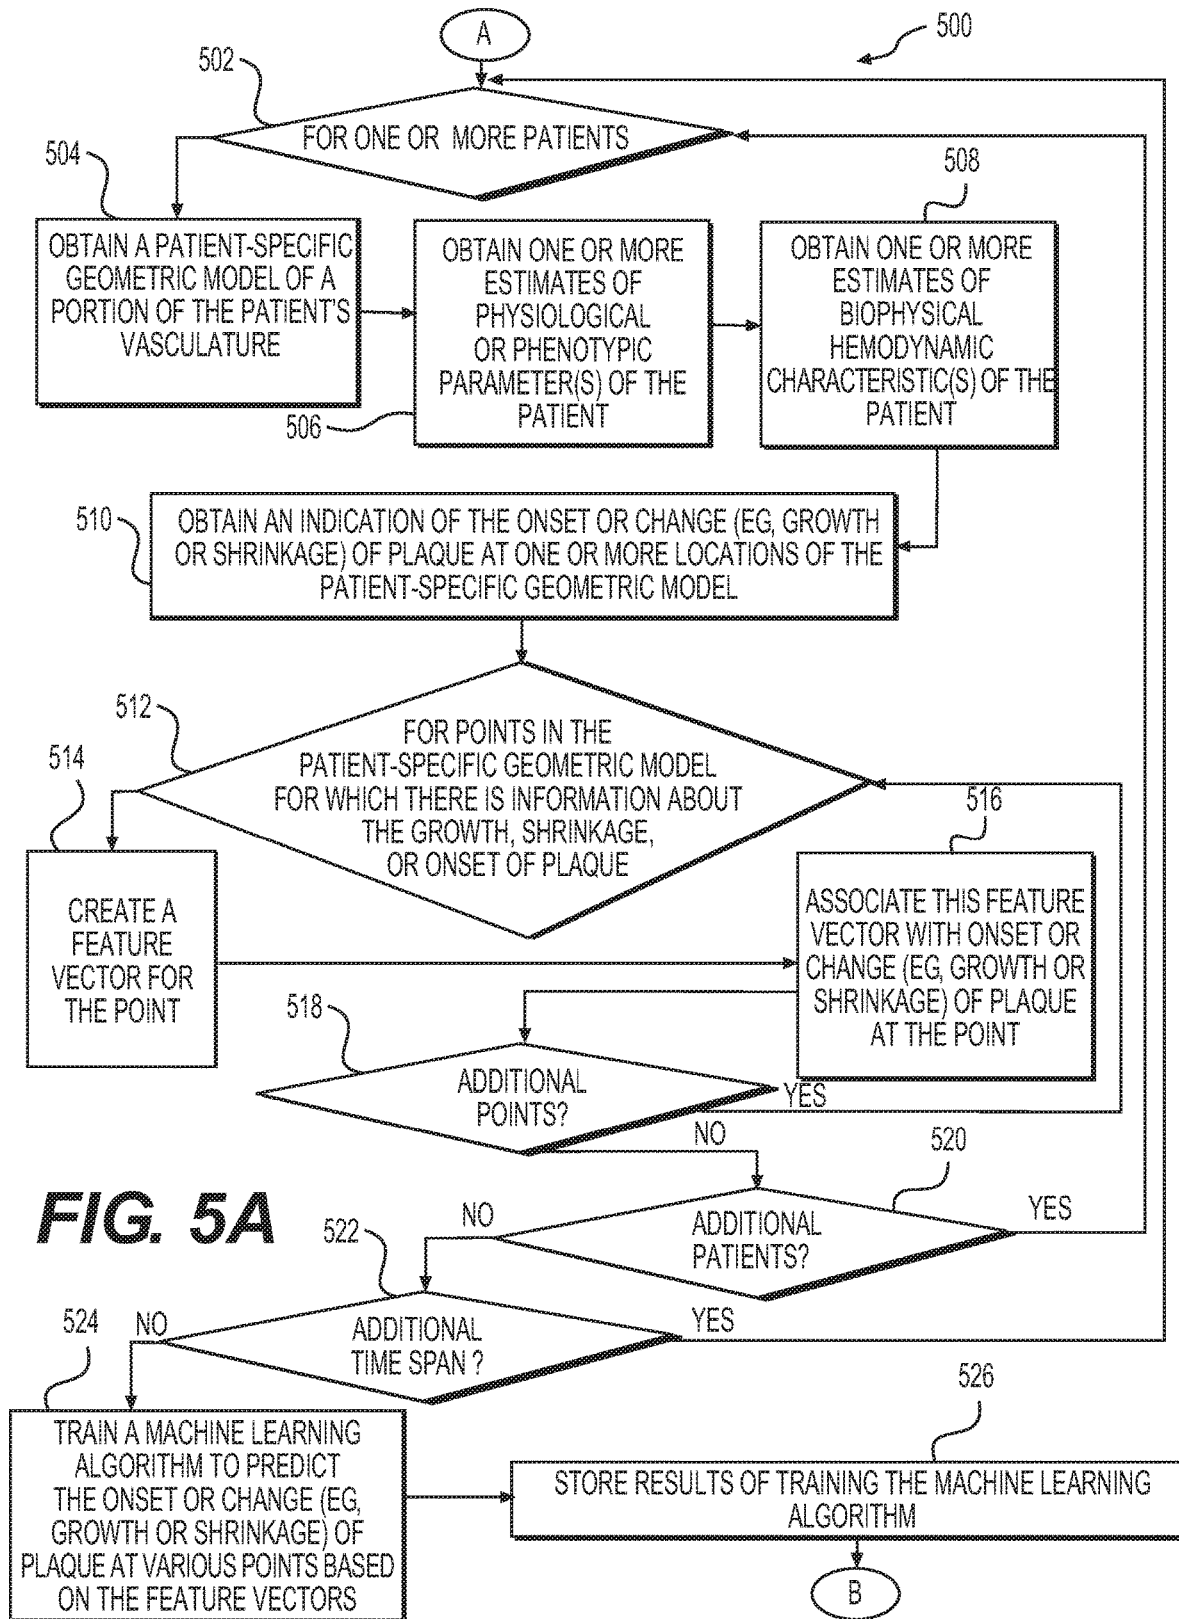 A
500
502
FOR ONE OR MORE PATIENTS
504
508
OBTAIN A PATIENT-SPECIFIC
GEOMETRIC MODEL OF A
PORTION OF THE PATIENT'S
VASCULATURE
OBTAIN ONE OR MORE
ESTIMATES OF
PHYSIOLOGICAL
OR PHENOTYPIC
PARAMETER(S) OF THE
PATIENT
506
OBTAIN ONE OR MORE
ESTIMATES OF
BIOPHYSICAL
HEMODYNAMIC
CHARACTERISTIC(S) OF THE
PATIENT
510
OBTAIN AN INDICATION OF THE ONSET OR CHANGE (EG, GROWTH
OR SHRINKAGE) OF PLAQUE AT ONE OR MORE LOCATIONS OF THE
PATIENT-SPECIFIC GEOMETRIC MODEL
512
FOR POINTS IN THE
PATIENT-SPECIFIC GEOMETRIC MODEL
FOR WHICH THERE IS INFORMATION ABOUT
THE GROWTH, SHRINKAGE,
OR ONSET OF PLAQUE
514
CREATE A
FEATURE
VECTOR FOR
THE POINT
516
ASSOCIATE THIS FEATURE
VECTOR WITH ONSET OR
CHANGE (EG, GROWTH OR
SHRINKAGE) OF PLAQUE
AT THE POINT
518
ADDITIONAL
POINTS?
YES
NO
520
FIG. 5A
ADDITIONAL
PATIENTS?
YES
NO
522
ADDITIONAL
TIME SPAN ?
YES
NO
524
TRAIN A MACHINE LEARNING
ALGORITHM TO PREDICT
THE ONSET OR CHANGE (EG,
GROWTH OR SHRINKAGE) OF
PLAQUE AT VARIOUS POINTS BASED
ON THE FEATURE VECTORS
526
STORE RESULTS OF TRAINING THE MACHINE LEARNING
ALGORITHM
B